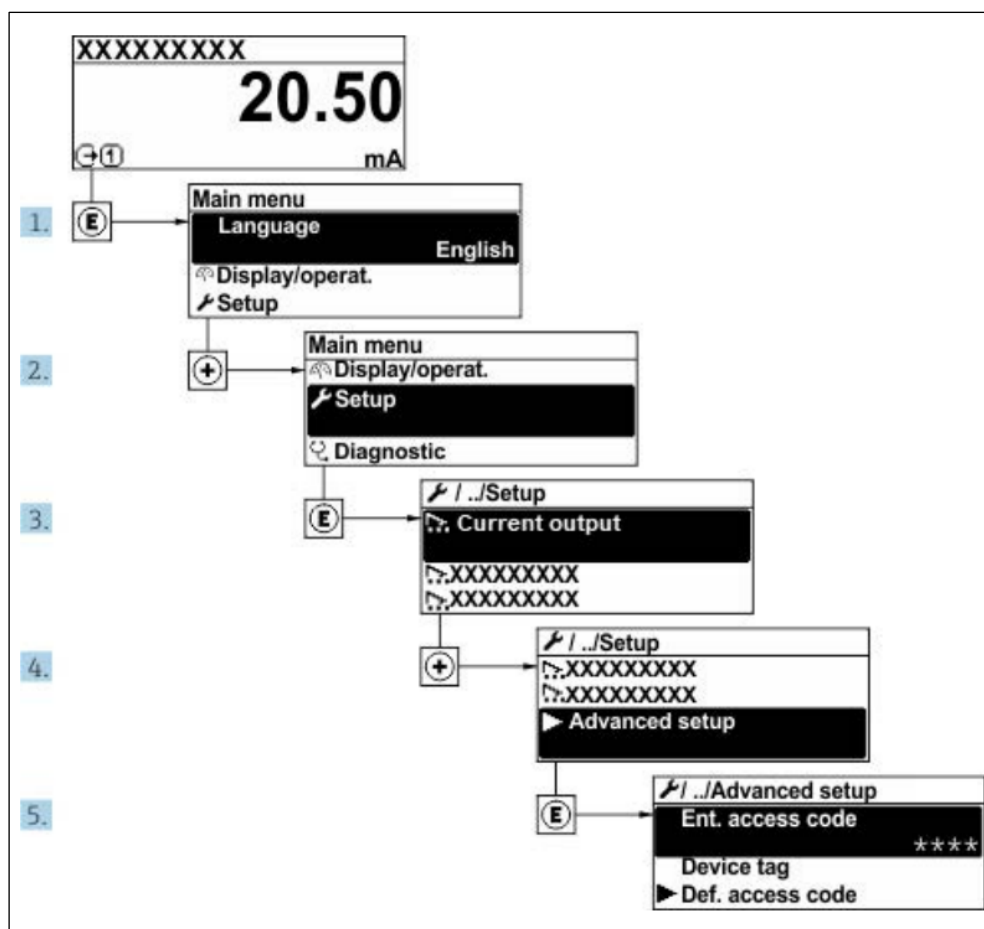 XXXXXXXXX
20.50
1 mA
1. E
Main menu
Language
English
Display/operat.
Setup
2. +
Main menu
Display/operat.
Setup
Diagnostic
3. E
/ ../Setup
Current output
XXXXXXXXX
XXXXXXXXX
4. +
/ ../Setup
XXXXXXXXX
XXXXXXXXX
Advanced setup
5. E
/ ../Advanced setup
Ent. access code
****
Device tag
Def. access code